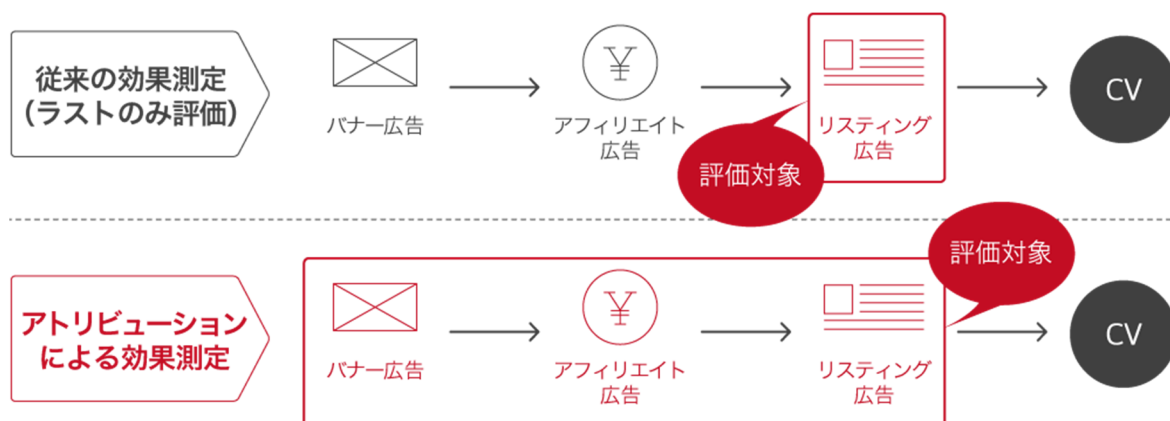 従来の効果測定
(ラストのみ評価)
バナー広告
¥
アフィリエイト
広告
リスティング
広告
評価対象
CV
アトリビューション
による効果測定
バナー広告
¥
アフィリエイト
広告
リスティング
広告
評価対象
CV